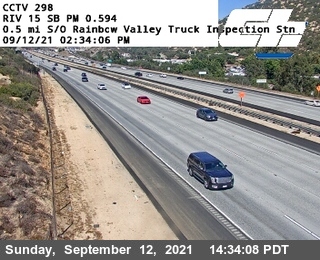 CCTV 298
RIV 15 SB PM 0.594
0.5 mi S/O Rainbow Valley Truck Inspection Stn
09/12/21 02:34:06 PM
Sunday, September 12, 2021 14:34:08 PDT